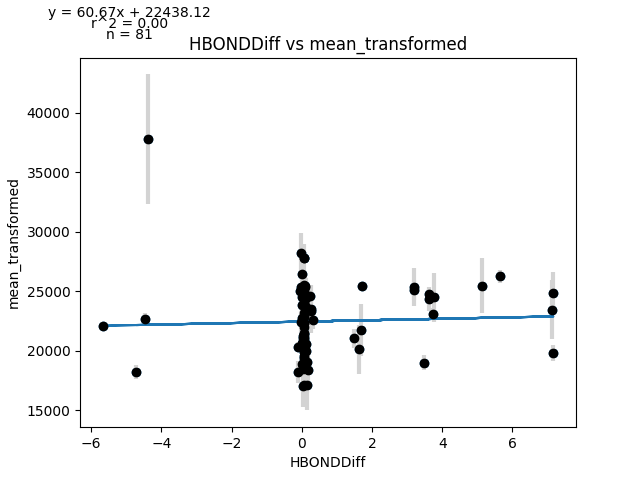 y = 60.67x + 22438.12
r^2 = 0.00
n = 81
HBONDDiff vs mean_transformed
mean_transformed
40000
35000
30000
25000
20000
15000
−6
−4
−2
0
2
4
6
HBONDDiff